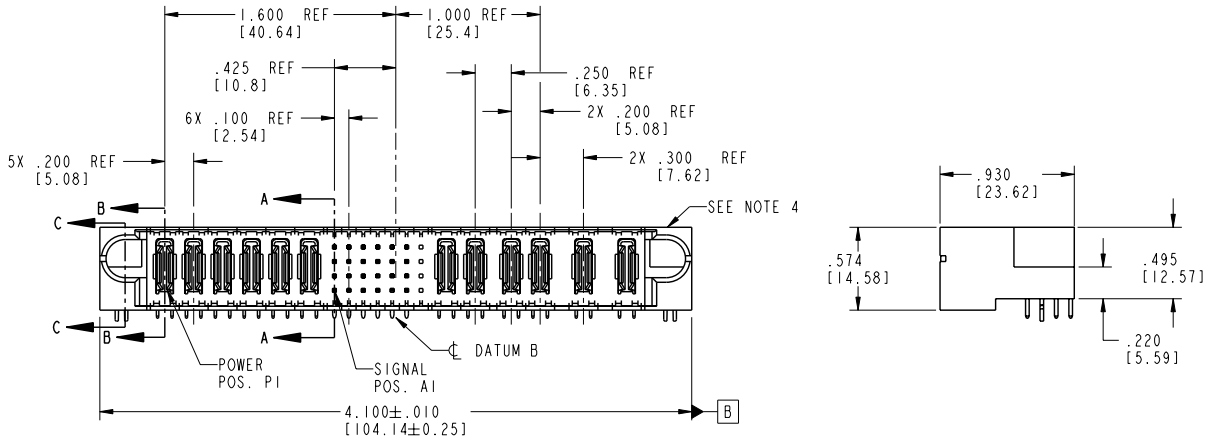 1.600 REF
[40.64]
1.000 REF
[25.4]
.425 REF
[10.8]
.250 REF
[6.35]
6X .100 REF
[2.54]
2X .200 REF
[5.08]
5X .200 REF
[5.08]
2X .300 REF
[7.62]
.930
[23.62]
A
B
C
SEE NOTE 4
.574
[14.58]
.495
[12.57]
C
B
A
℄ DATUM B
.220
[5.59]
POWER
POS. P1
SIGNAL
POS. A1
4.100±.010
[104.14±0.25]
B